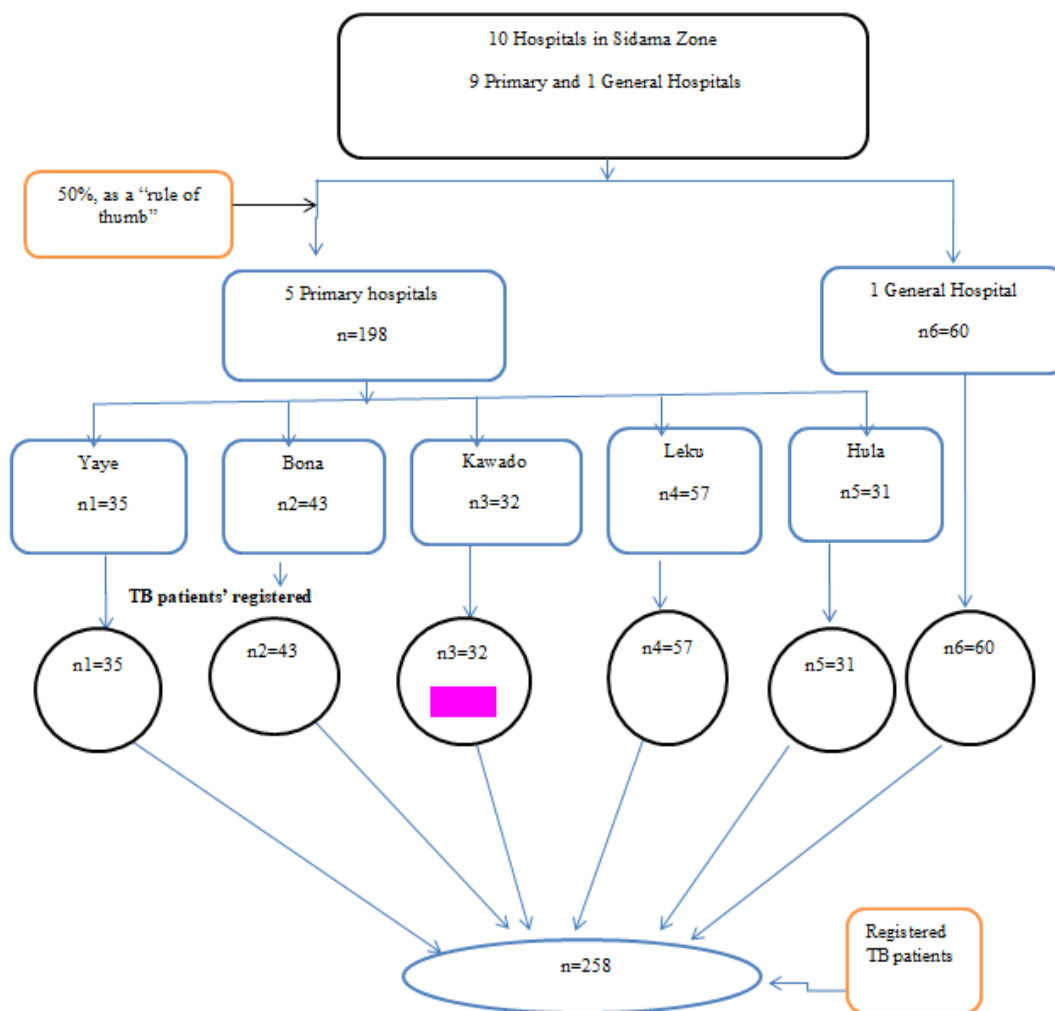 10 Hospitals in Sidama Zone
9 Primary and 1 General Hospitals
50%, as a “rule of
thumb”
5 Primary hospitals
n=198
1 General Hospital
n6=60
Yaye
n1=35
Bona
n2=43
Kawado
n3=32
Leku
n4=57
Hula
n5=31
TB patients’ registered
n1=35
n2=43
n3=32
n4=57
n5=31
n6=60
n=258
Registered
TB patients